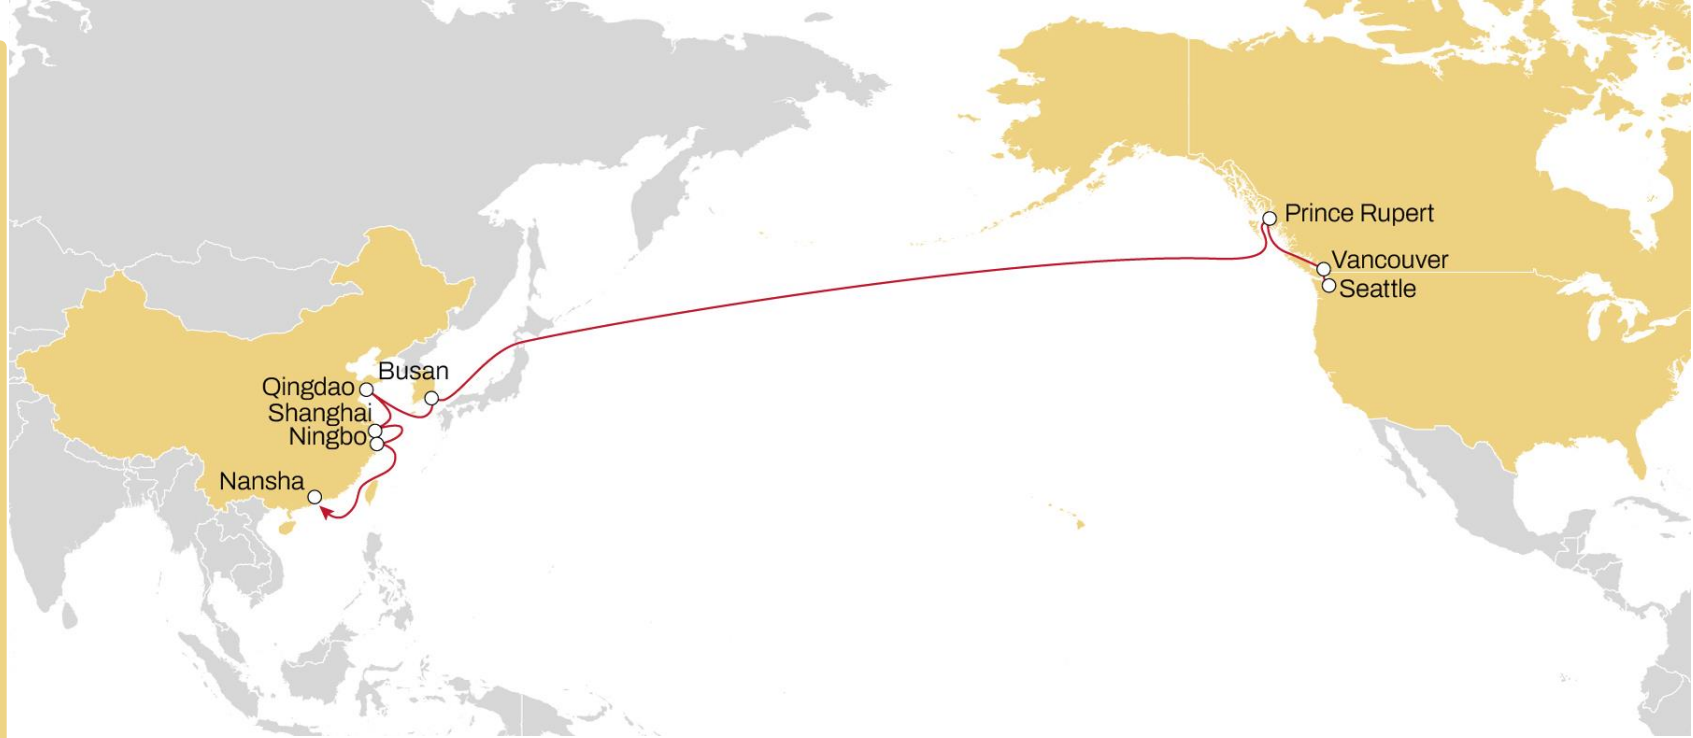 Prince Rupert
Vancouver
Seattle
Busan
Qingdao
Shanghai
Ningbo
Nansha